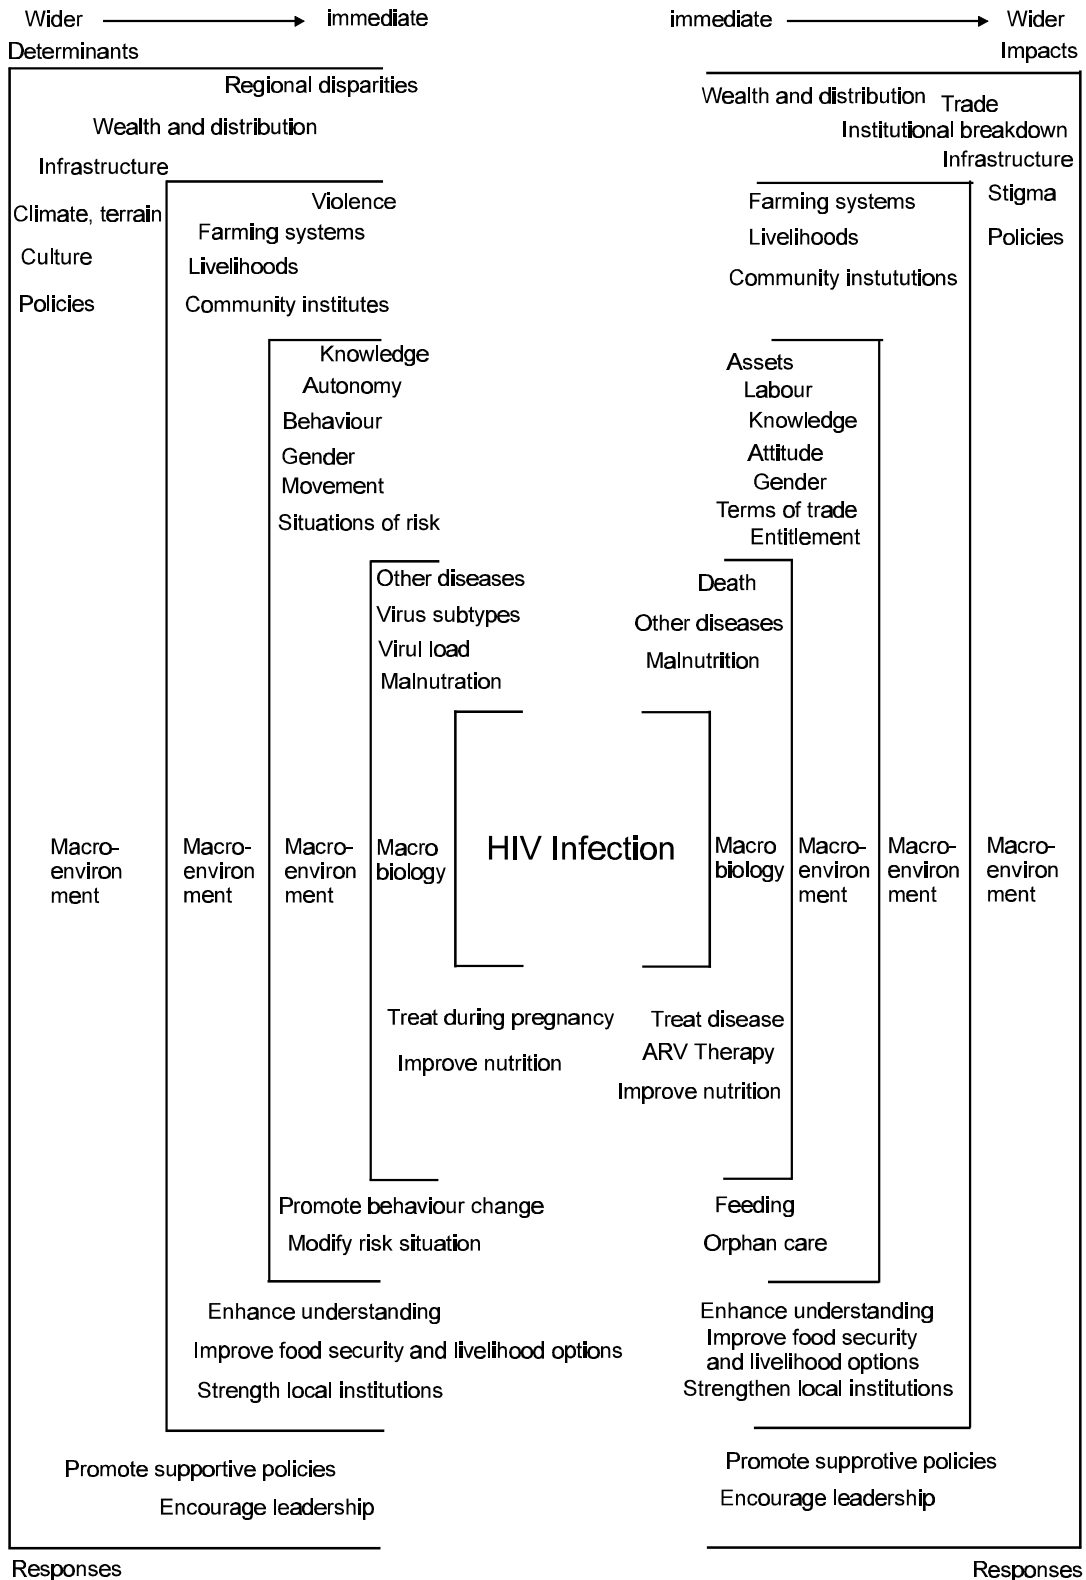 Wider immediate immediate Wider
Determinants Impacts
Regional disparities
Wealth and distribution
Infrastructure
Climate, terrain
Culture
Policies
Violence
Farming systems
Livelihoods
Community institutes
Knowledge
Autonomy
Behaviour
Gender
Movement
Situations of risk
Other diseases
Virus subtypes
Virul load
Malnutration
Wealth and distribution
Trade
Institutional breakdown
Infrastructure
Stigma
Policies
Farming systems
Livelihoods
Community instututions
Assets
Labour
Knowledge
Attitude
Gender
Terms of trade
Entitlement
Death
Other diseases
Malnutrition
Macro-
environ
ment
Macro-
environ
ment
Macro-
environ
ment
Macro
biology
HIV Infection
Macro
biology
Macro-
environ
ment
Macro-
environ
ment
Macro-
environ
ment
Treat during pregnancy
Improve nutrition
Treat disease
ARV Therapy
Improve nutrition
Promote behaviour change
Modify risk situation
Feeding
Orphan care
Enhance understanding
Improve food security and livelihood options
Strength local institutions
Enhance understanding
Improve food security
and livelihood options
Strengthen local institutions
Promote supportive policies
Encourage leadership
Promote supprotive policies
Encourage leadership
Responses Responses